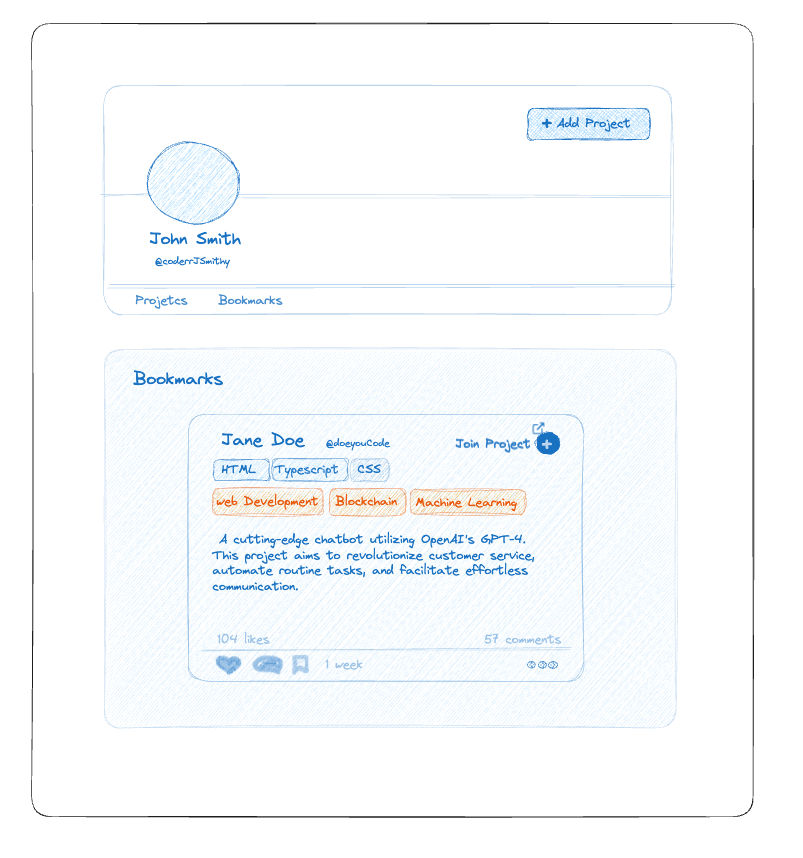 + Add Project
John Smith
@coderrJSmithy
Projetcs Bookmarks
Bookmarks
Jane Doe @doeyouCode Join Project +
HTML Typescript CSS
web Development Blockchain Machine Learning
A cutting-edge chatbot utilizing OpenAI's GPT-4.
This project aims to revolutionize customer service,
automate routine tasks, and facilitate effortless
communication.
104 likes 57 comments
1 week